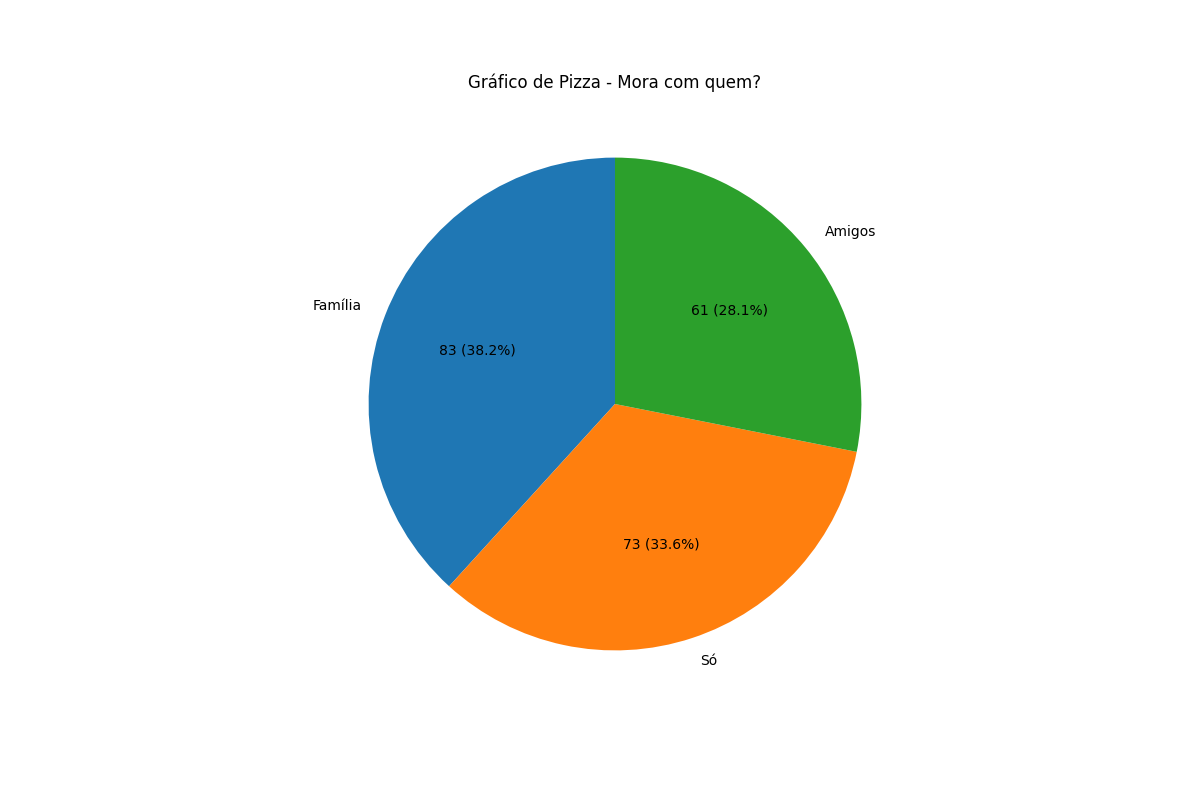 Gráfico de Pizza - Mora com quem?
Amigos
Família
61 (28.1%)
83 (38.2%)
73 (33.6%)
Só